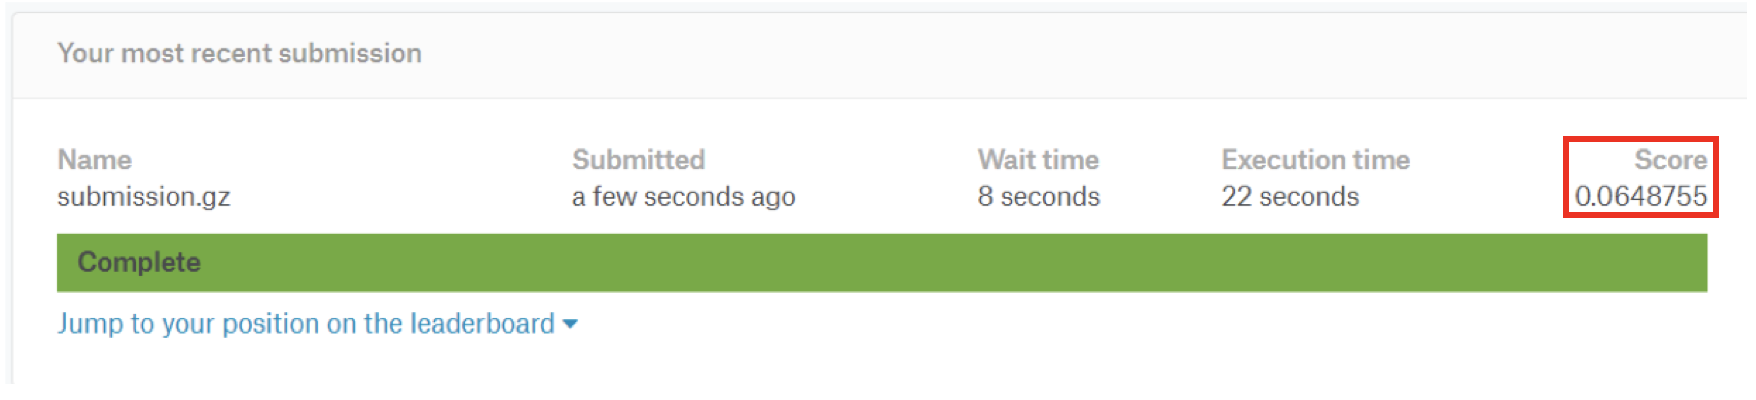 Your most recent submission
Name Submitted Wait time Execution time Score
submission.gz a few seconds ago 8 seconds 22 seconds 0.0648755
Complete
Jump to your position on the leaderboard